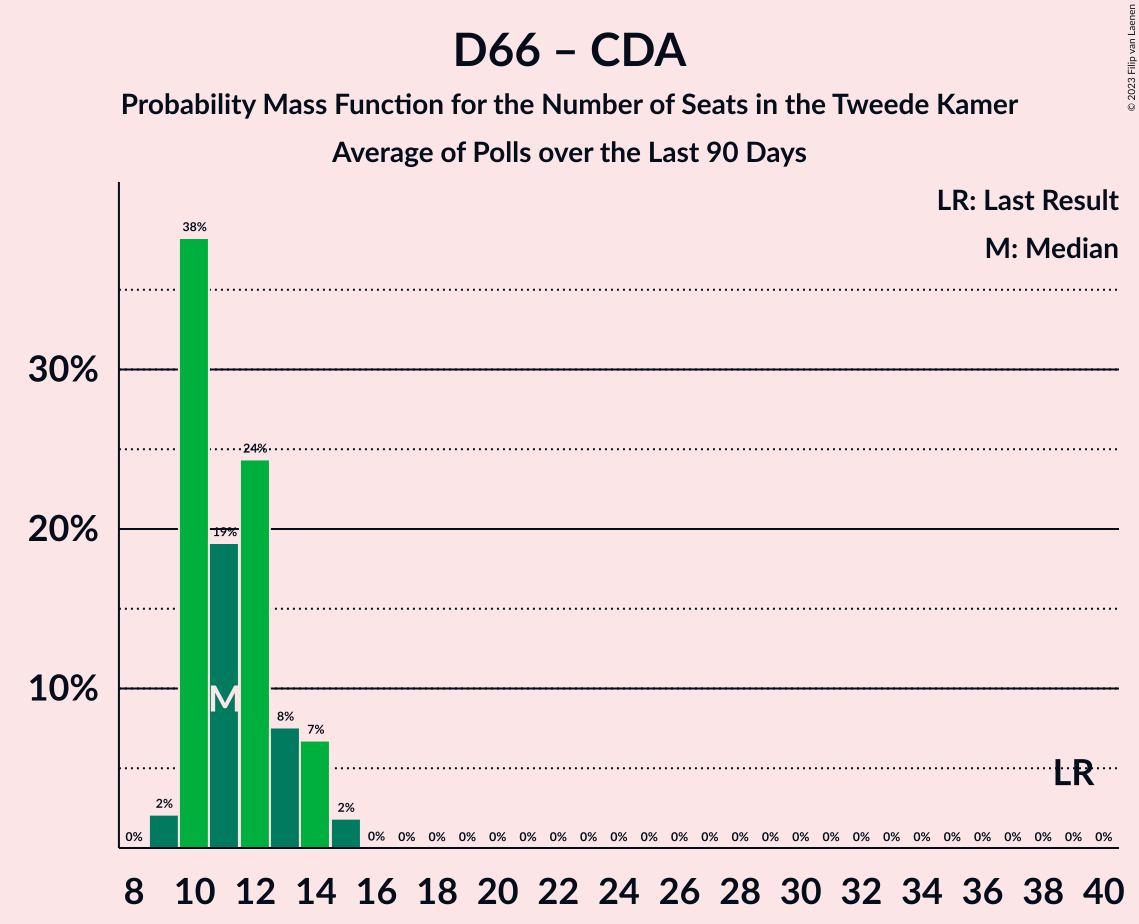 D66 – CDA
Probability Mass Function for the Number of Seats in the Tweede Kamer
Average of Polls over the Last 90 Days
© 2023 Filip van Laenen
LR: Last Result
M: Median
38%
30%
24%
20%
19%
10%
M
8%
7%
LR
0% 2% 2% 0% 0% 0% 0% 0% 0% 0% 0% 0% 0% 0% 0% 0% 0% 0% 0% 0% 0% 0% 0% 0% 0% 0% 0% 0%
8 10 12 14 16 18 20 22 24 26 28 30 32 34 36 38 40